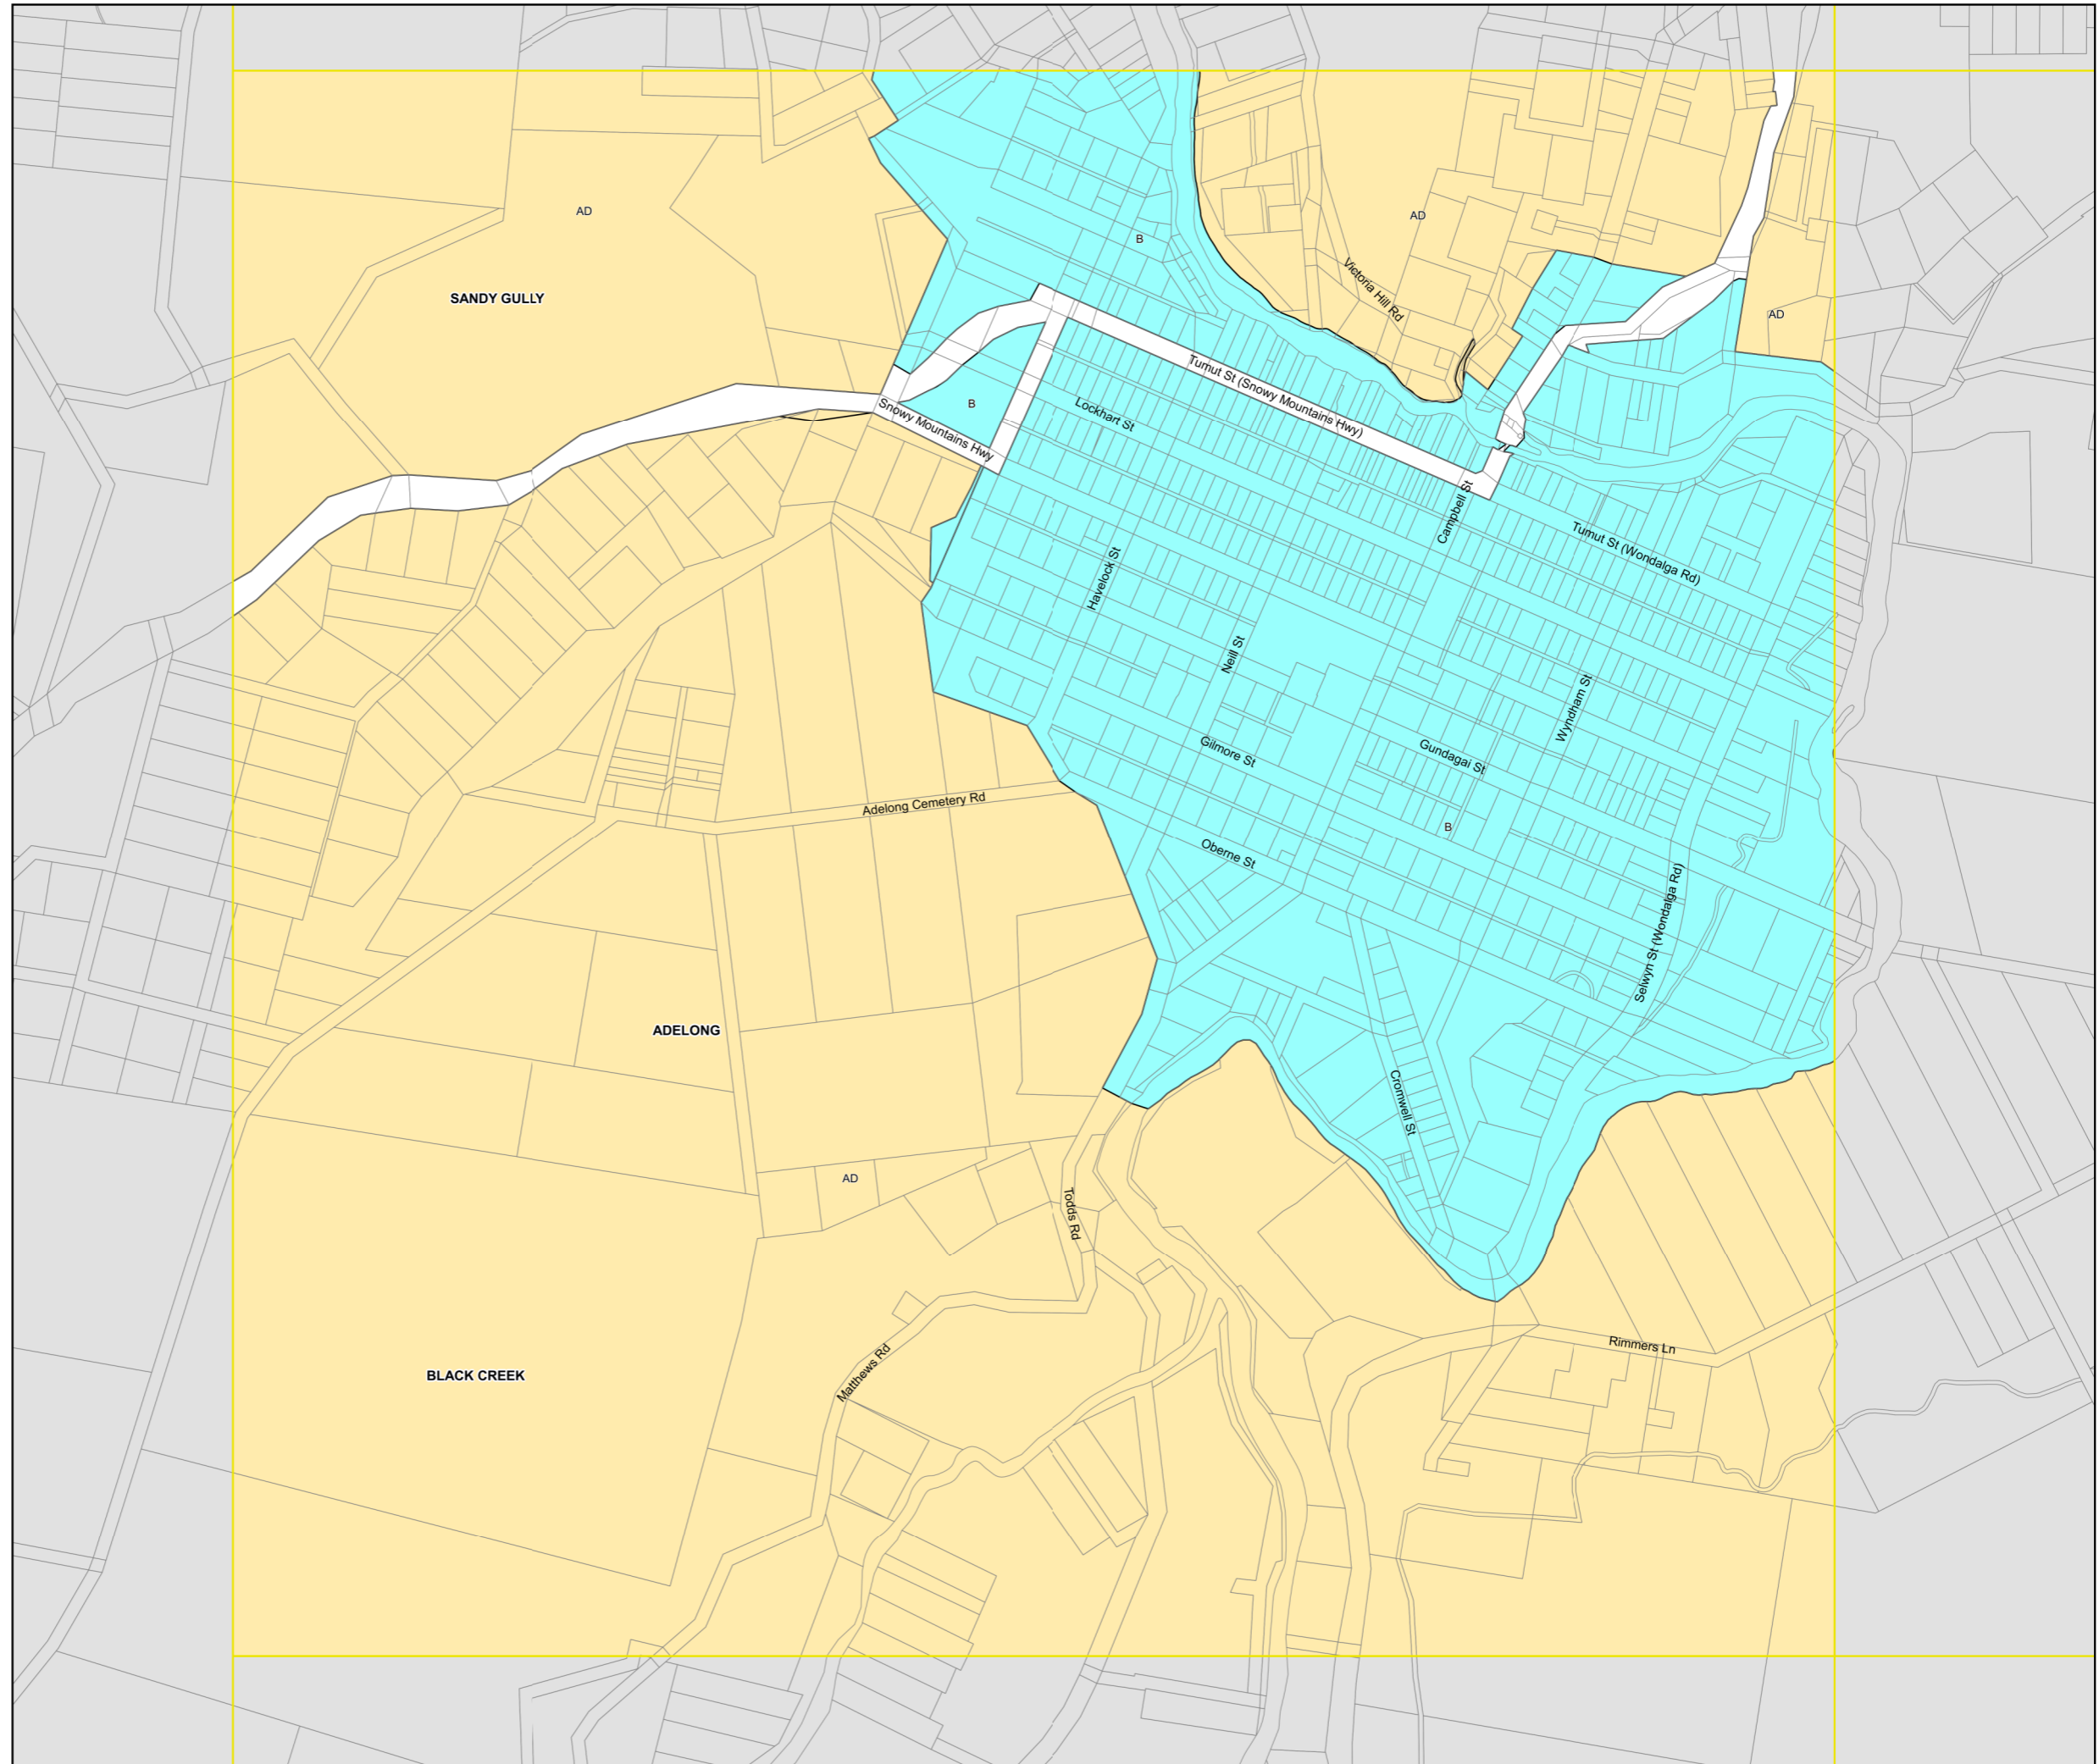 AD
AD
B
SANDY GULLY
Victoria Hill Rd
AD
Tumut St (Snowy Mountains Hwy)
B
Snowy Mountains Hwy
Lockhart St
Campbell St
Tumut St (Wondalga Rd)
Havelock St
Neill St
Wyndham St
Gilmore St
Gundagai St
Adelong Cemetery Rd
B
Oberne St
Selwyn St (Wondalga Rd)
ADELONG
Cromwell St
AD
Todds Rd
Rimmers Ln
BLACK CREEK
Matthews Rd